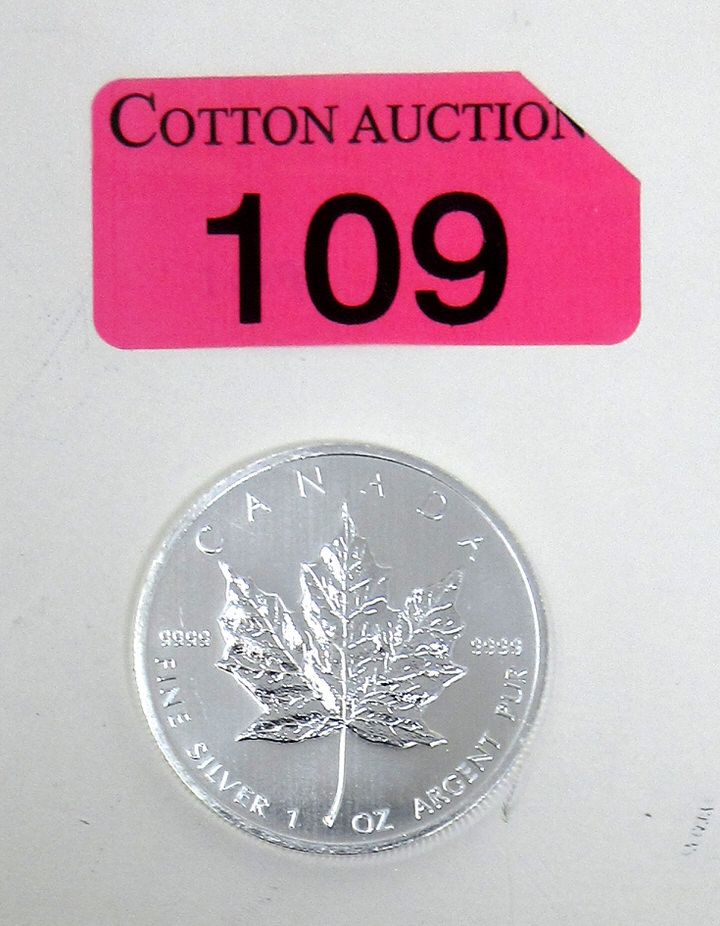 COTTON AUCTION
109
CANADA
9999 9999
FINE SILVER 1 OZ ARGENT PUR